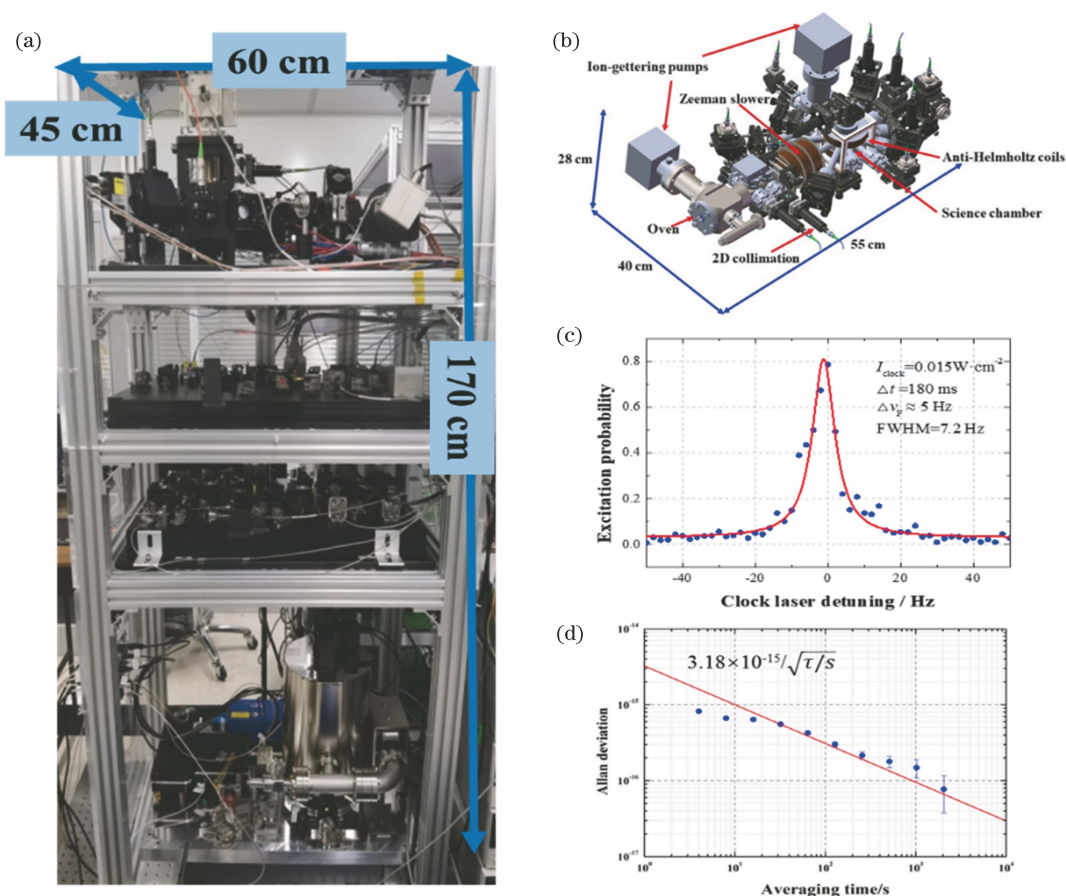 (a)
60 cm
45 cm
170 cm
(b)
Ion-gettering pumps
Zeeman slower
28 cm
Anti-Helmholtz coils
Science chamber
Oven
2D collimation
55 cm
40 cm
(c)
0.8
0.6
0.4
0.2
0.0
Excitation probability
I_clock=0.015W·cm⁻²
△t =180 ms
△ν_F ≈ 5 Hz
FWHM=7.2 Hz
-40 -20 0 20 40
Clock laser detuning / Hz
(d)
10⁻¹⁴
10⁻¹⁵
10⁻¹⁶
10⁻¹⁷
Allan deviation
3.18×10⁻¹⁵/√τ/s
10⁰ 10¹ 10² 10³ 10⁴
Averaging time/s